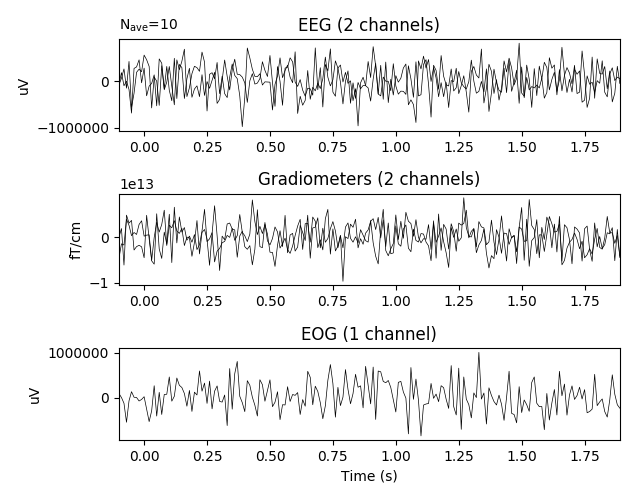 N_ave=10
EEG (2 channels)
uV
0
−1000000
0.00 0.25 0.50 0.75 1.00 1.25 1.50 1.75
1e13
Gradiometers (2 channels)
fT/cm
0
−1
0.00 0.25 0.50 0.75 1.00 1.25 1.50 1.75
EOG (1 channel)
1000000
uV
0
0.00 0.25 0.50 0.75 1.00 1.25 1.50 1.75
Time (s)